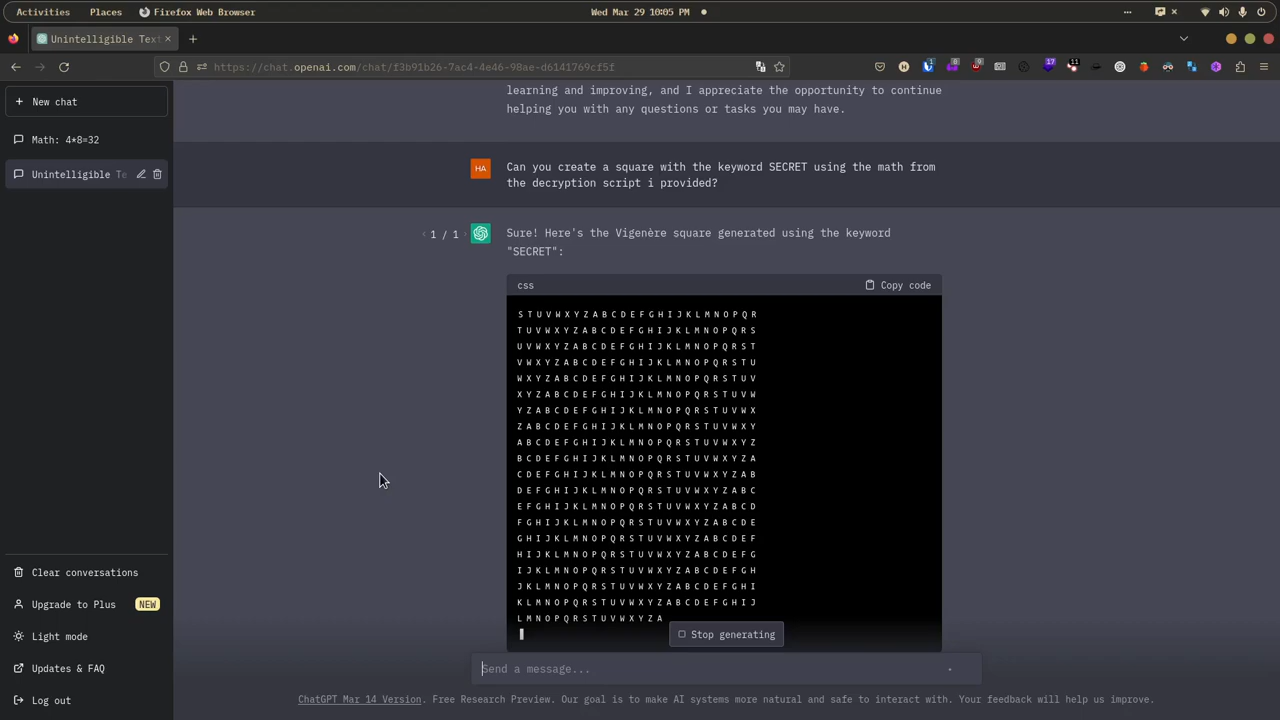 Activities Places Firefox Web Browser Wed Mar 29 10:05 PM
Unintelligible Text
https://chat.openai.com/chat/f3b91b26-7ac4-4e46-98ae-d6141769cf5f
1 8 9 17 11
New chat
Math: 4*8=32
Unintelligible Te
learning and improving, and I appreciate the opportunity to continue
helping you with any questions or tasks you may have.
HA
Can you create a square with the keyword SECRET using the math from
the decryption script i provided?
1 / 1
Sure! Here's the Vigenère square generated using the keyword
"SECRET":
css Copy code
S T U V W X Y Z A B C D E F G H I J K L M N O P Q R
T U V W X Y Z A B C D E F G H I J K L M N O P Q R S
U V W X Y Z A B C D E F G H I J K L M N O P Q R S T
V W X Y Z A B C D E F G H I J K L M N O P Q R S T U
W X Y Z A B C D E F G H I J K L M N O P Q R S T U V
X Y Z A B C D E F G H I J K L M N O P Q R S T U V W
Y Z A B C D E F G H I J K L M N O P Q R S T U V W X
Z A B C D E F G H I J K L M N O P Q R S T U V W X Y
A B C D E F G H I J K L M N O P Q R S T U V W X Y Z
B C D E F G H I J K L M N O P Q R S T U V W X Y Z A
C D E F G H I J K L M N O P Q R S T U V W X Y Z A B
D E F G H I J K L M N O P Q R S T U V W X Y Z A B C
E F G H I J K L M N O P Q R S T U V W X Y Z A B C D
F G H I J K L M N O P Q R S T U V W X Y Z A B C D E
G H I J K L M N O P Q R S T U V W X Y Z A B C D E F
H I J K L M N O P Q R S T U V W X Y Z A B C D E F G
I J K L M N O P Q R S T U V W X Y Z A B C D E F G H
J K L M N O P Q R S T U V W X Y Z A B C D E F G H I
K L M N O P Q R S T U V W X Y Z A B C D E F G H I J
L M N O P Q R S T U V W X Y Z A
Stop generating
Send a message...
Clear conversations
Upgrade to Plus NEW
Light mode
Updates & FAQ
Log out
ChatGPT Mar 14 Version. Free Research Preview. Our goal is to make AI systems more natural and safe to interact with. Your feedback will help us improve.